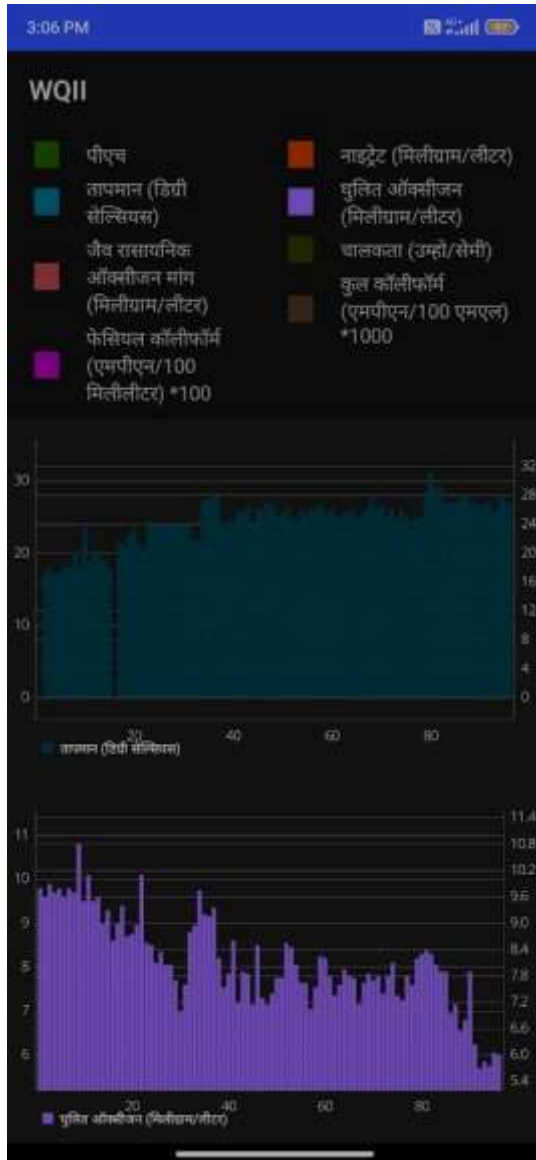 3:06 PM
4G+
WQII
पीएच
तापमान (डिग्री
सेल्सियस)
जैव रासायनिक
ऑक्सीजन मांग
(मिलीग्राम/लीटर)
फेसियल कॉलीफॉर्म
(एमपीएन/100
मिलीलीटर) *100
नाइट्रेट (मिलीग्राम/लीटर)
घुलित ऑक्सीजन
(मिलीग्राम/लीटर)
चालकता (उम्हो/सेमी)
कुल कॉलीफॉर्म
(एमपीएन/100 एमएल)
*1000
30
20
10
0
32
28
24
20
16
12
8
4
0
20 40 60 80
तापमान (डिग्री सेल्सियस)
11
10
9
8
7
6
11.4
10.8
10.2
9.6
9.0
8.4
7.8
7.2
6.6
6.0
5.4
20 40 60 80
घुलित ऑक्सीजन (मिलीग्राम/लीटर)